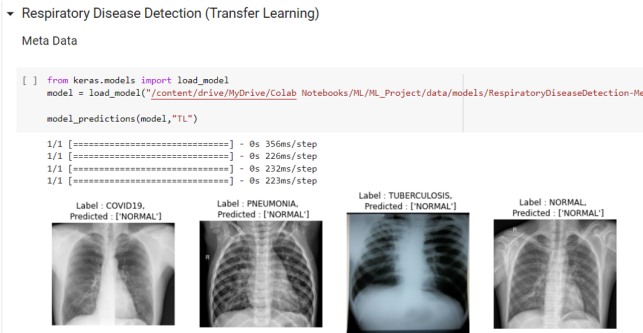 Respiratory Disease Detection (Transfer Learning)
Meta Data
[ ] from keras.models import load_model
model = load_model("/content/drive/MyDrive/Colab Notebooks/ML/ML_Project/data/models/RespiratoryDiseaseDetection-Me
model_predictions(model,"TL")
1/1 [==============================] - 0s 356ms/step
1/1 [==============================] - 0s 226ms/step
1/1 [==============================] - 0s 232ms/step
1/1 [==============================] - 0s 223ms/step
Label : COVID19,
Predicted : ['NORMAL']
Label : PNEUMONIA,
Predicted : ['NORMAL']
R
Label : TUBERCULOSIS,
Predicted : ['NORMAL']
Label : NORMAL,
Predicted : ['NORMAL']
R